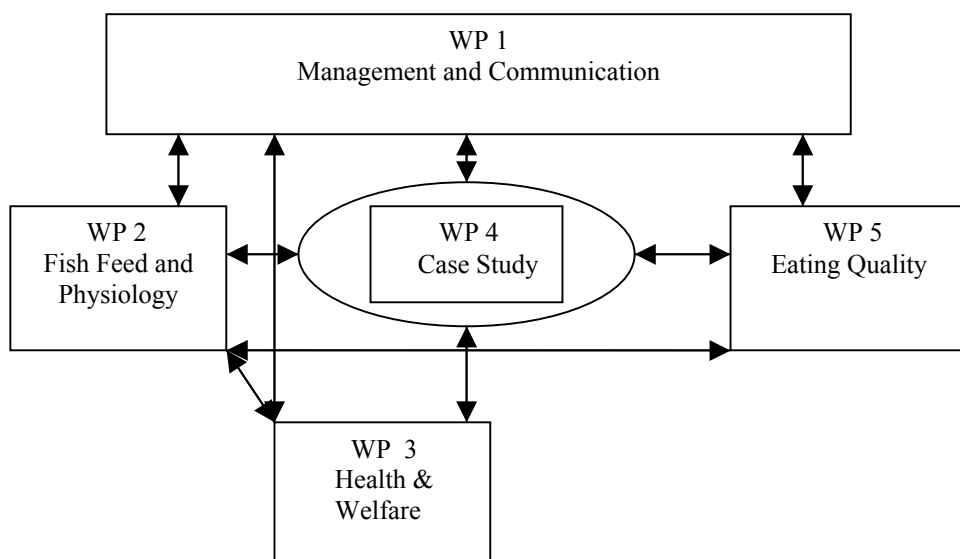 WP 1
Management and Communication
WP 2
Fish Feed and
Physiology
WP 4
Case Study
WP 5
Eating Quality
WP 3
Health &
Welfare